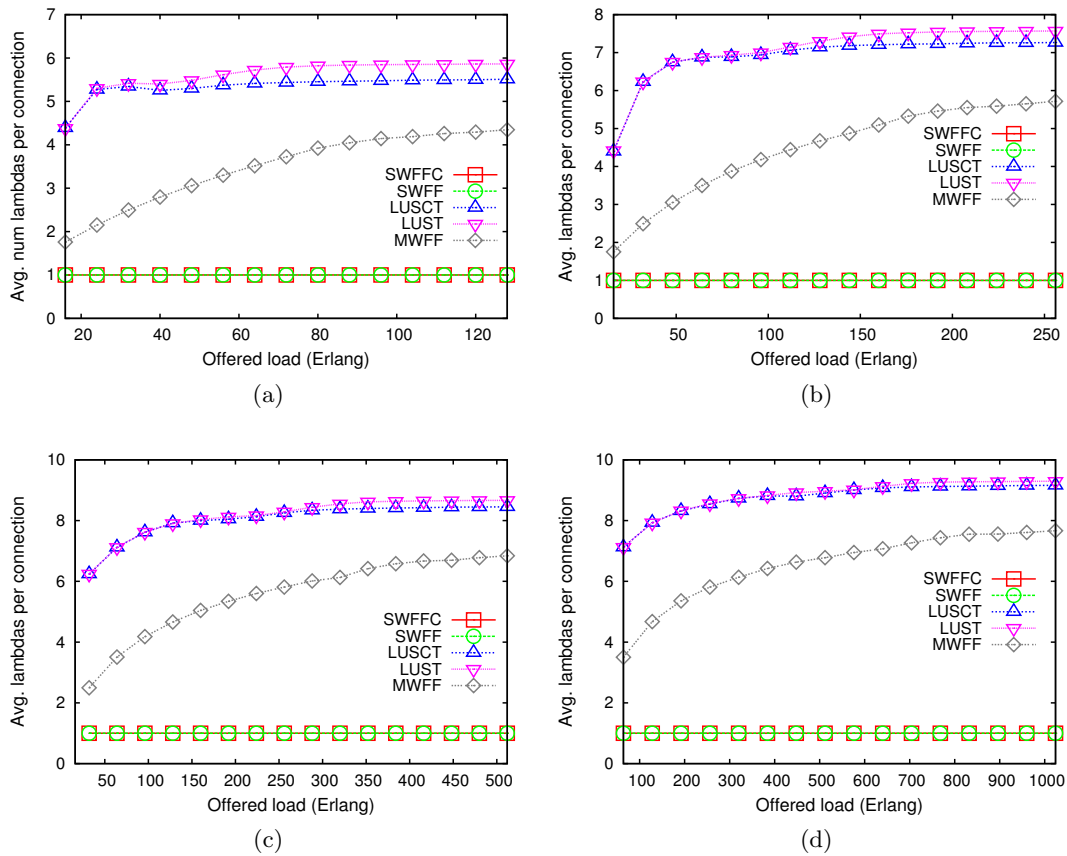 7
6
5
4
3
2
1
0
Avg. num lambdas per connection
SWFFC
SWFF
LUSCT
LUST
MWFF
20 40 60 80 100 120
Offered load (Erlang)
(a)
8
7
6
5
4
3
2
1
0
Avg. lambdas per connection
SWFFC
SWFF
LUSCT
LUST
MWFF
50 100 150 200 250
Offered load (Erlang)
(b)
10
8
6
4
2
0
Avg. lambdas per connection
SWFFC
SWFF
LUSCT
LUST
MWFF
50 100 150 200 250 300 350 400 450 500
Offered load (Erlang)
(c)
10
8
6
4
2
0
Avg. lambdas per connection
SWFFC
SWFF
LUSCT
LUST
MWFF
100 200 300 400 500 600 700 800 900 1000
Offered load (Erlang)
(d)